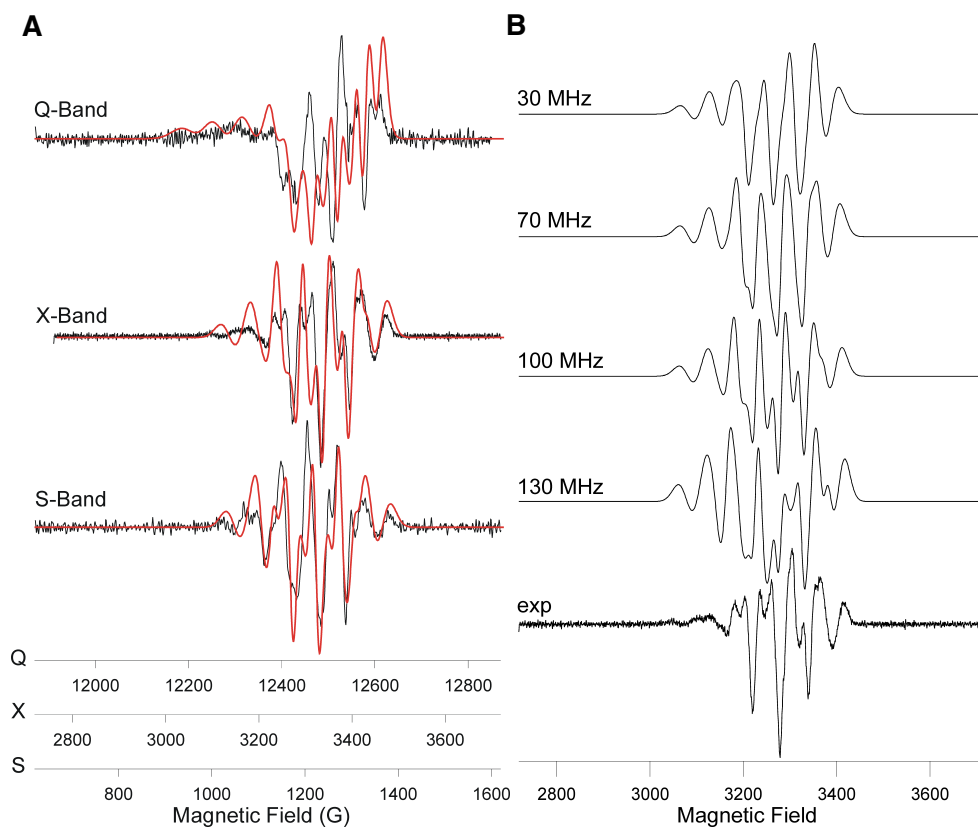 A
Q-Band
X-Band
S-Band
Q
12000 12200 12400 12600 12800
X
2800 3000 3200 3400 3600
S
800 1000 1200 1400 1600
Magnetic Field (G)
B
30 MHz
70 MHz
100 MHz
130 MHz
exp
2800 3000 3200 3400 3600
Magnetic Field